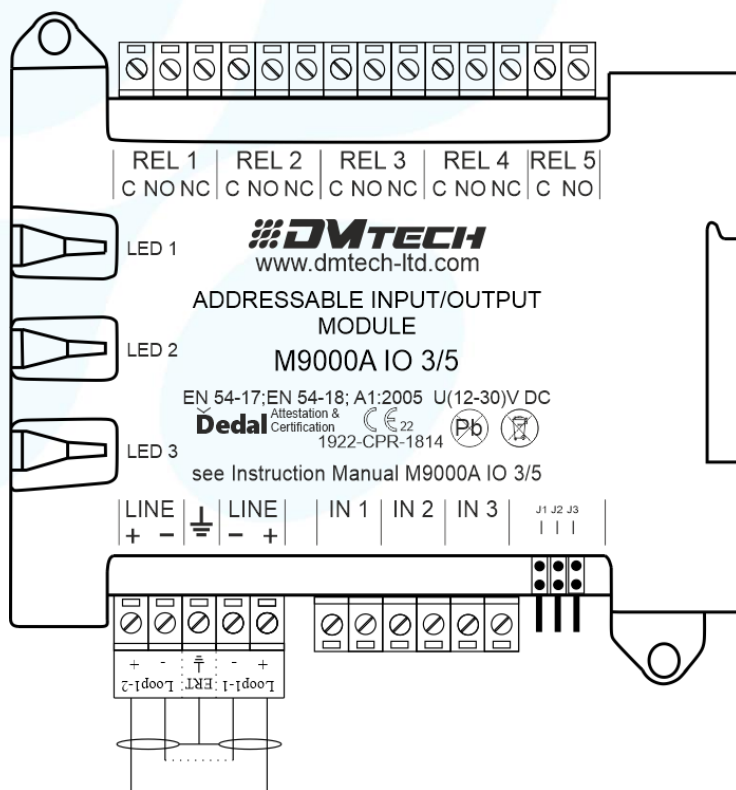 REL 1 REL 2 REL 3 REL 4 REL 5
C NO NC C NO NC C NO NC C NO NC C NO
DMTECH
www.dmtech-ltd.com
LED 1
ADDRESSABLE INPUT/OUTPUT
MODULE
LED 2
M9000A IO 3/5
EN 54-17;EN 54-18; A1:2005 U(12-30)V DC
Dedal Attestation & Certification CE 22
1922-CPR-1814
Pb
LED 3
see Instruction Manual M9000A IO 3/5
LINE LINE IN 1 IN 2 IN 3 J1 J2 J3
+ − − +
+ - - +
Loop1-2 ERT Loop1-1